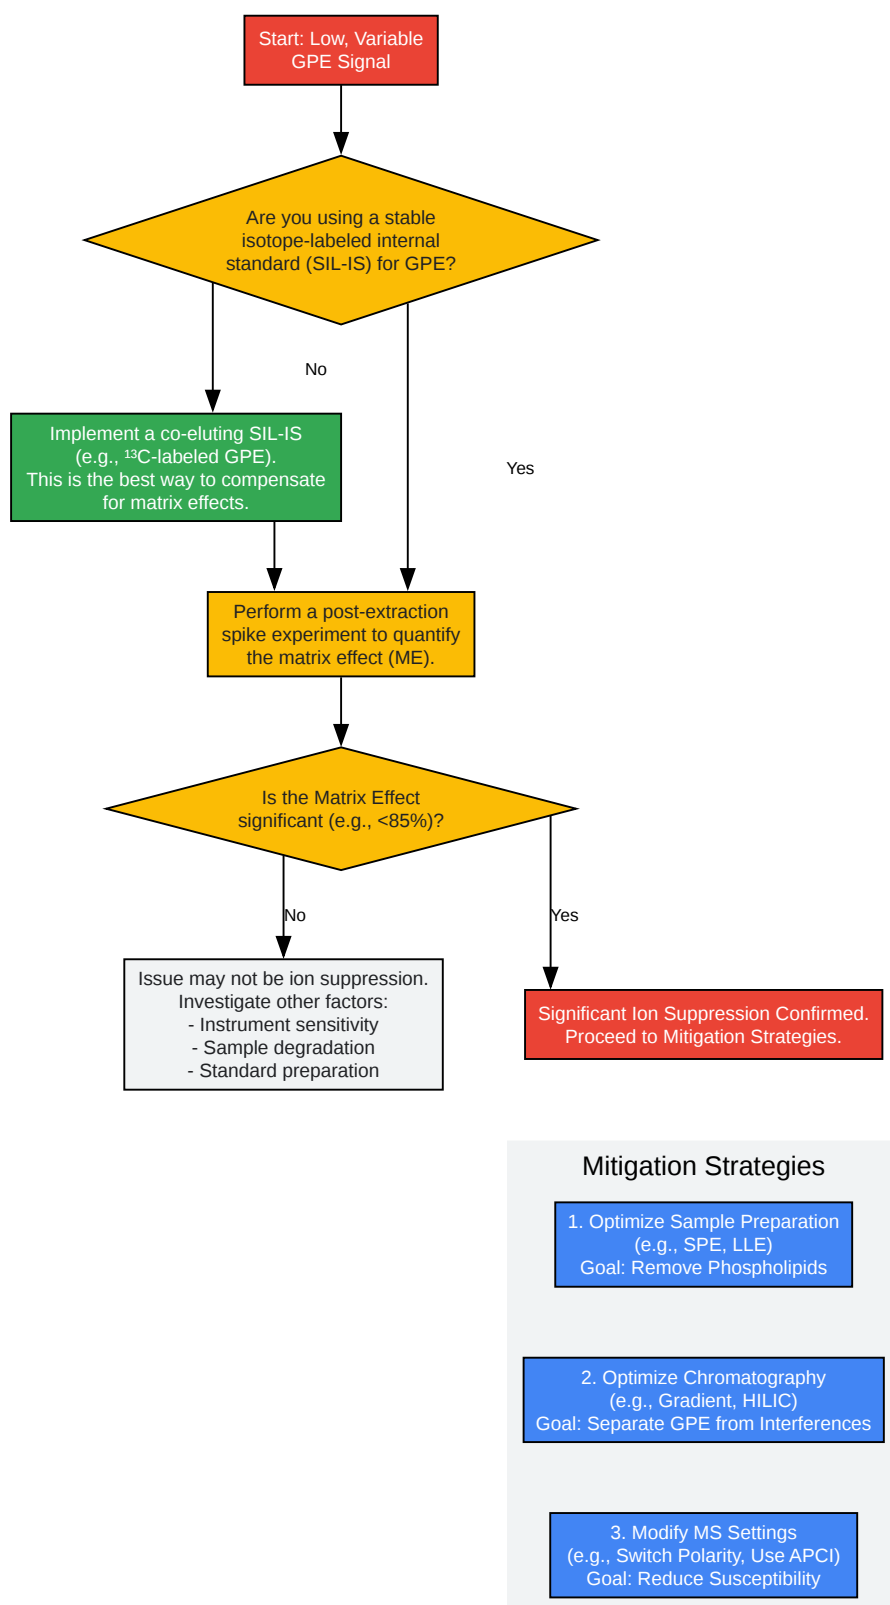 Start: Low, Variable
GPE Signal
Are you using a stable
isotope-labeled internal
standard (SIL-IS) for GPE?
No
Implement a co-eluting SIL-IS
(e.g., ¹³C-labeled GPE).
This is the best way to compensate
for matrix effects.
Yes
Perform a post-extraction
spike experiment to quantify
the matrix effect (ME).
Is the Matrix Effect
significant (e.g., <85%)?
No
Yes
Issue may not be ion suppression.
Investigate other factors:
- Instrument sensitivity
- Sample degradation
- Standard preparation
Significant Ion Suppression Confirmed.
Proceed to Mitigation Strategies.
Mitigation Strategies
1. Optimize Sample Preparation
(e.g., SPE, LLE)
Goal: Remove Phospholipids
2. Optimize Chromatography
(e.g., Gradient, HILIC)
Goal: Separate GPE from Interferences
3. Modify MS Settings
(e.g., Switch Polarity, Use APCI)
Goal: Reduce Susceptibility